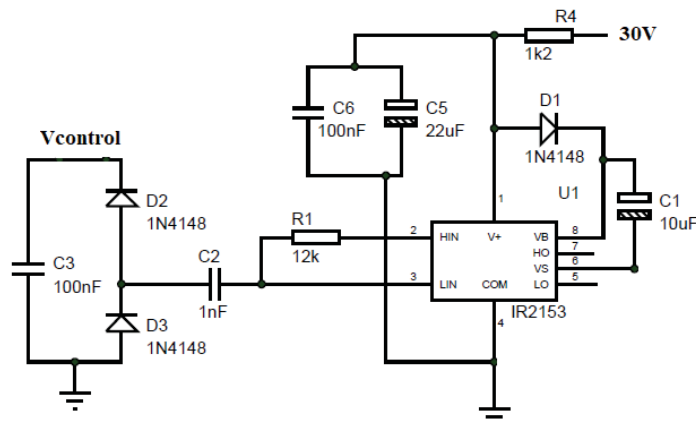 R4
30V
1k2
D1
C6
100nF
C5
22uF
Vcontrol
1N4148
U1
C1
10uF
D2
1N4148
1
R1
12k
2
HIN
V+
VB
8
HO
7
C2
C3
100nF
VS
6
3
LIN
COM
LO
5
1nF
IR2153
D3
1N4148
4